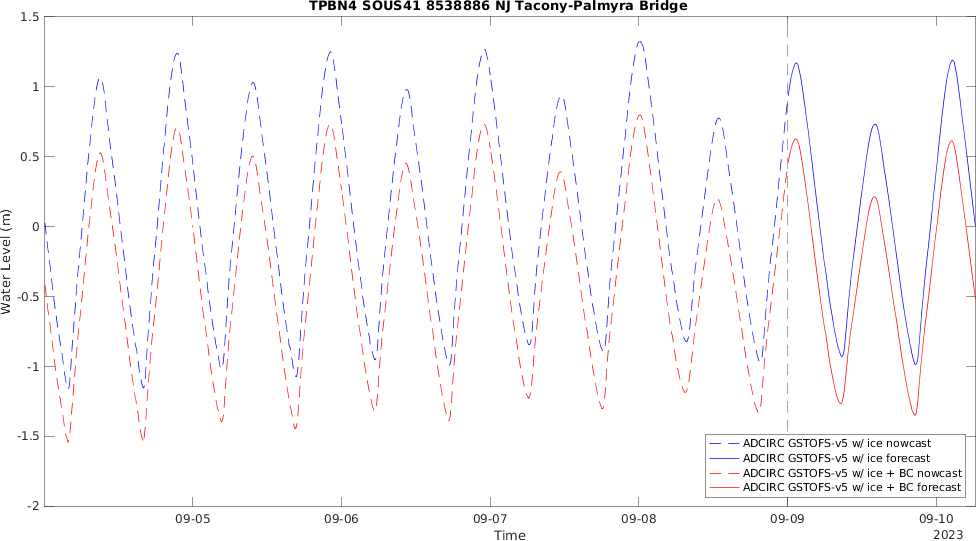 TPBN4 SOUS41 8538886 NJ Tacony-Palmyra Bridge
1.5
1
0.5
0
-0.5
-1
-1.5
-2
Water Level (m)
ADCIRC GSTOFS-v5 w/ ice nowcast
ADCIRC GSTOFS-v5 w/ ice forecast
ADCIRC GSTOFS-v5 w/ ice + BC nowcast
ADCIRC GSTOFS-v5 w/ ice + BC forecast
09-05 09-06 09-07 09-08 09-09 09-10
Time
2023